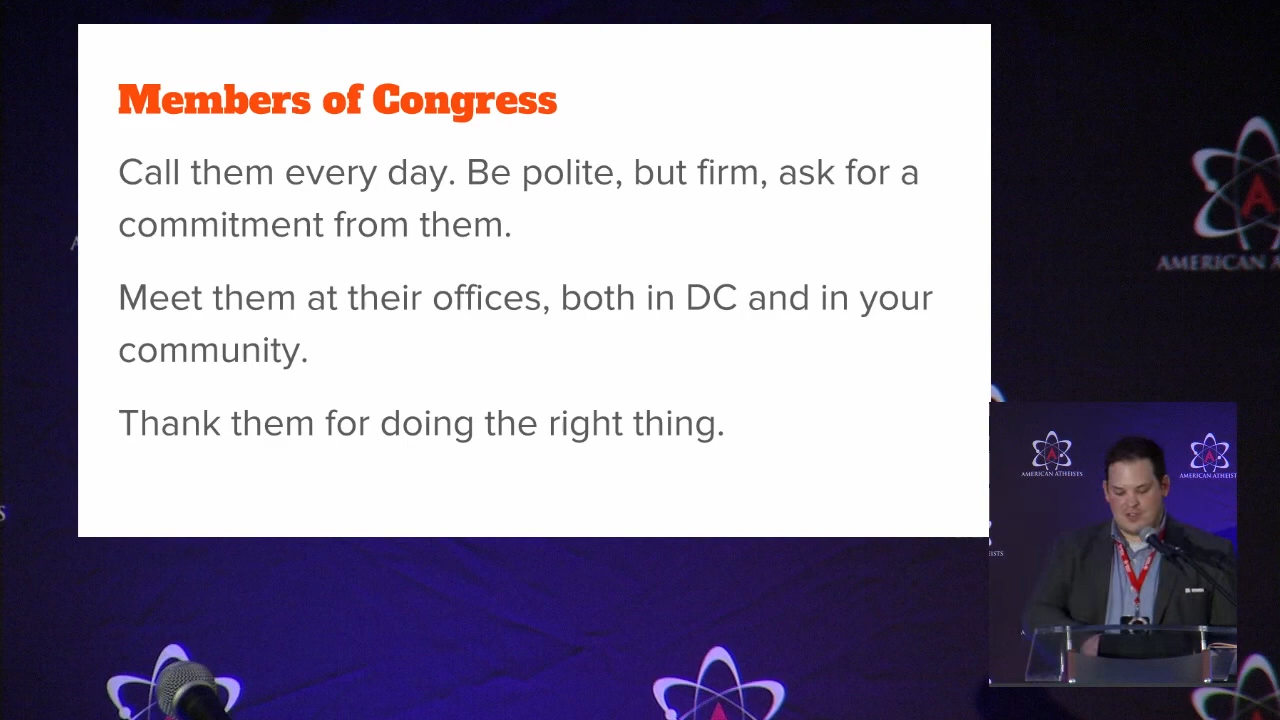 Members of Congress
Call them every day. Be polite, but firm, ask for a
commitment from them.
Meet them at their offices, both in DC and in your
community.
Thank them for doing the right thing.
AMERICAN A
AMERICAN ATHEISTS
AMERICAN ATHEIST